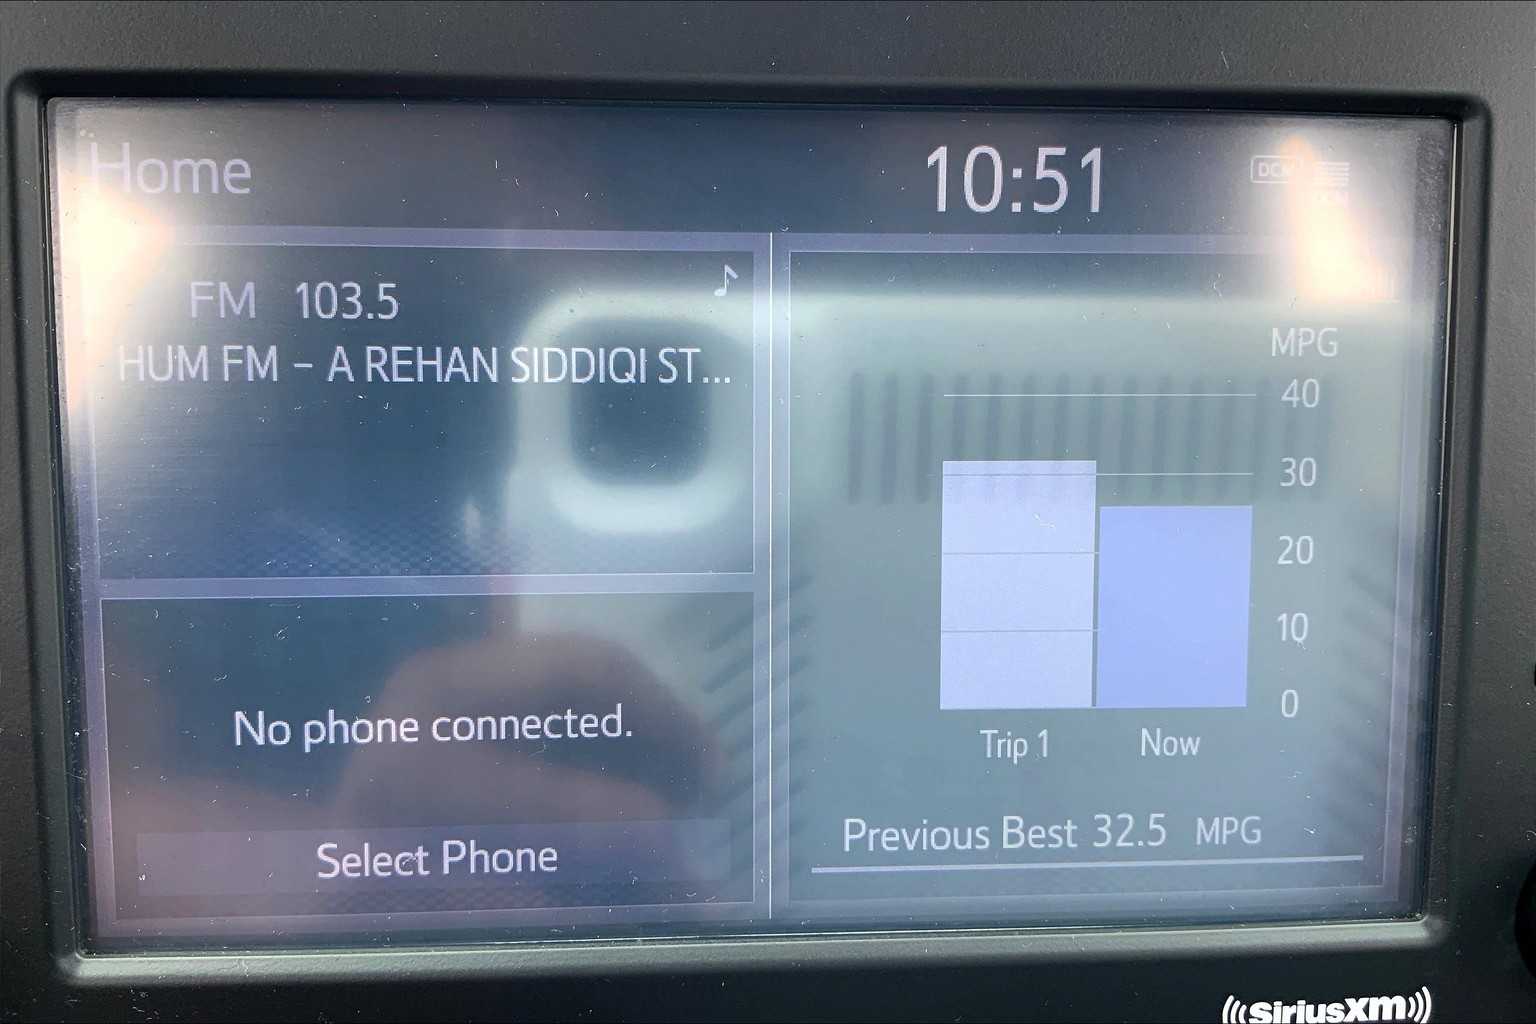 Home
10:51
DCM
FM 103.5
HUM FM – A REHAN SIDDIQI ST...
No phone connected.
Select Phone
MPG
40
30
20
10
0
Trip 1
Now
Previous Best 32.5 MPG
SiriusXM